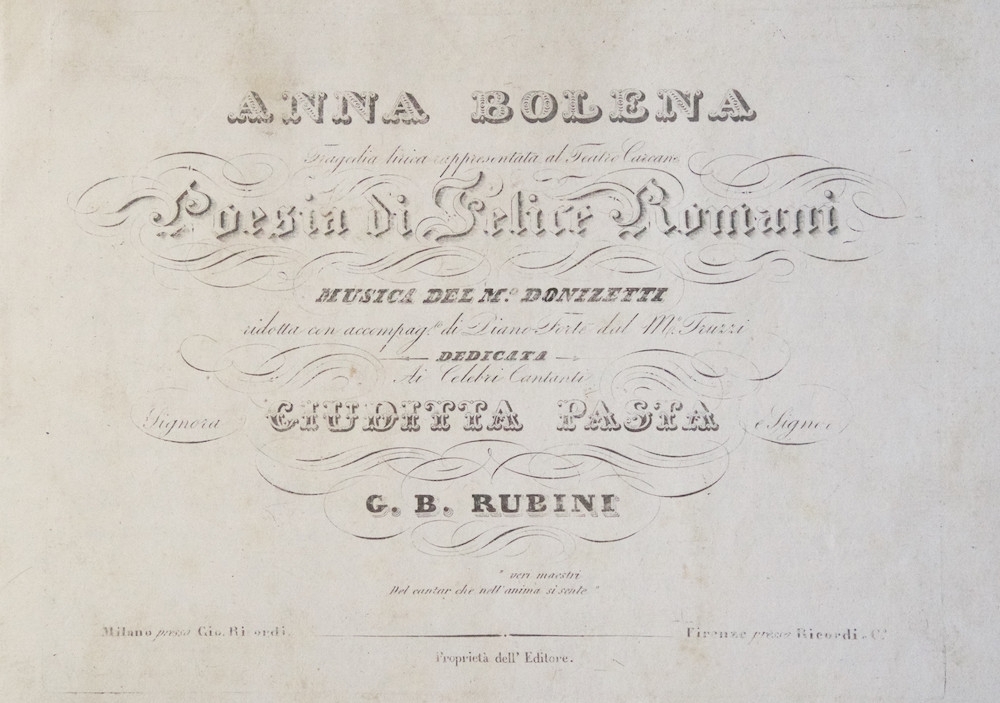 ANNA BOLENA
Tragedia lirica rappresentata al Teatro Carcano
Poesia di Felice Romani
MUSICA DEL M.º DONIZETTI
ridotta con accompag.to di Piano-Forte dal M.º Truzzi
DEDICATA
Ai Celebri Cantanti
Signora GIUDITTA PASTA e Signor
G. B. RUBINI
" veri maestri
Del cantar che nell'anima si sente "
Milano presso Gio. Ricordi. Firenze presso Ricordi e C.º
Proprietà dell' Editore.